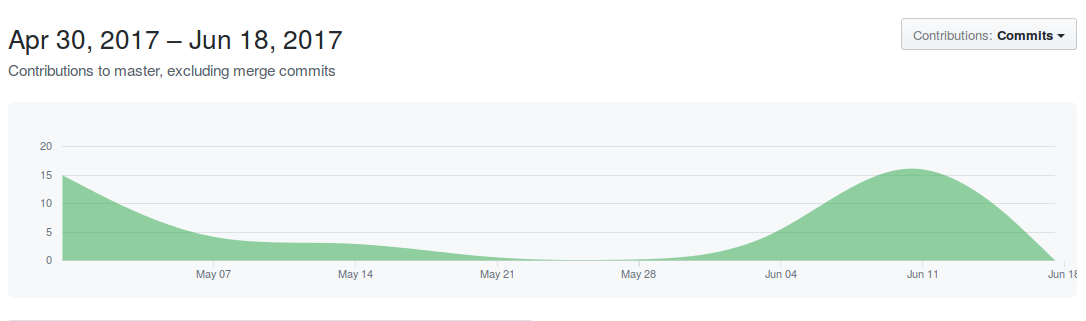 Apr 30, 2017 – Jun 18, 2017
Contributions: Commits
Contributions to master, excluding merge commits
20
15
10
5
0
May 07 May 14 May 21 May 28 Jun 04 Jun 11 Jun 18